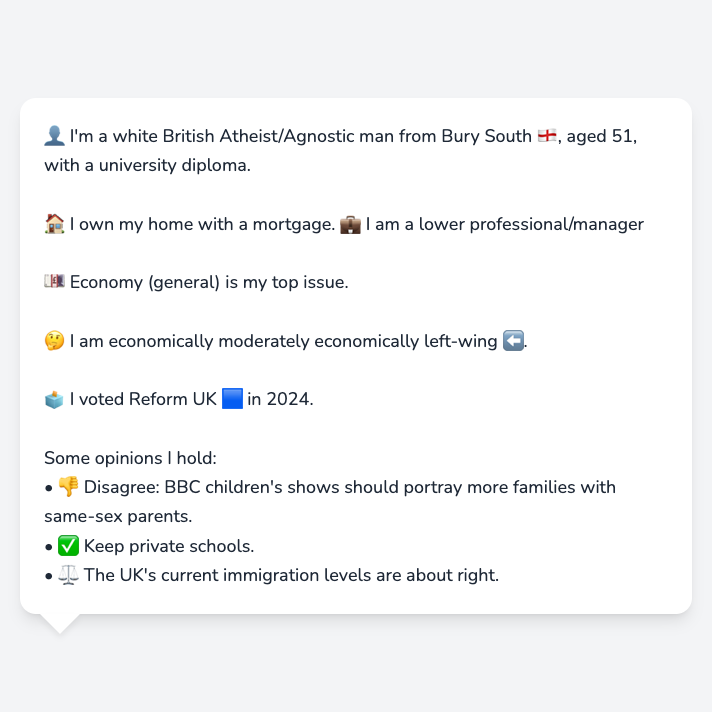 👤 I'm a white British Atheist/Agnostic man from Bury South 🏴󠁧󠁢󠁥󠁮󠁧󠁿, aged 51,
with a university diploma.
🏠 I own my home with a mortgage. 💼 I am a lower professional/manager
💷 Economy (general) is my top issue.
🤔 I am economically moderately economically left-wing ⬅️.
🗳️ I voted Reform UK 🟦 in 2024.
Some opinions I hold:
• 👎 Disagree: BBC children's shows should portray more families with
same-sex parents.
• ✅ Keep private schools.
• ⚖️ The UK's current immigration levels are about right.